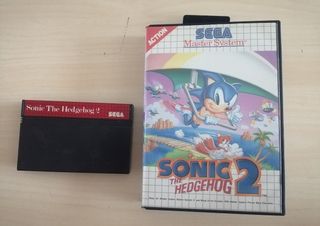 Sonic The Hedgehog 2 SEGA
ACTION
SEGA
Master System
SONIC
THE
HEDGEHOG
2